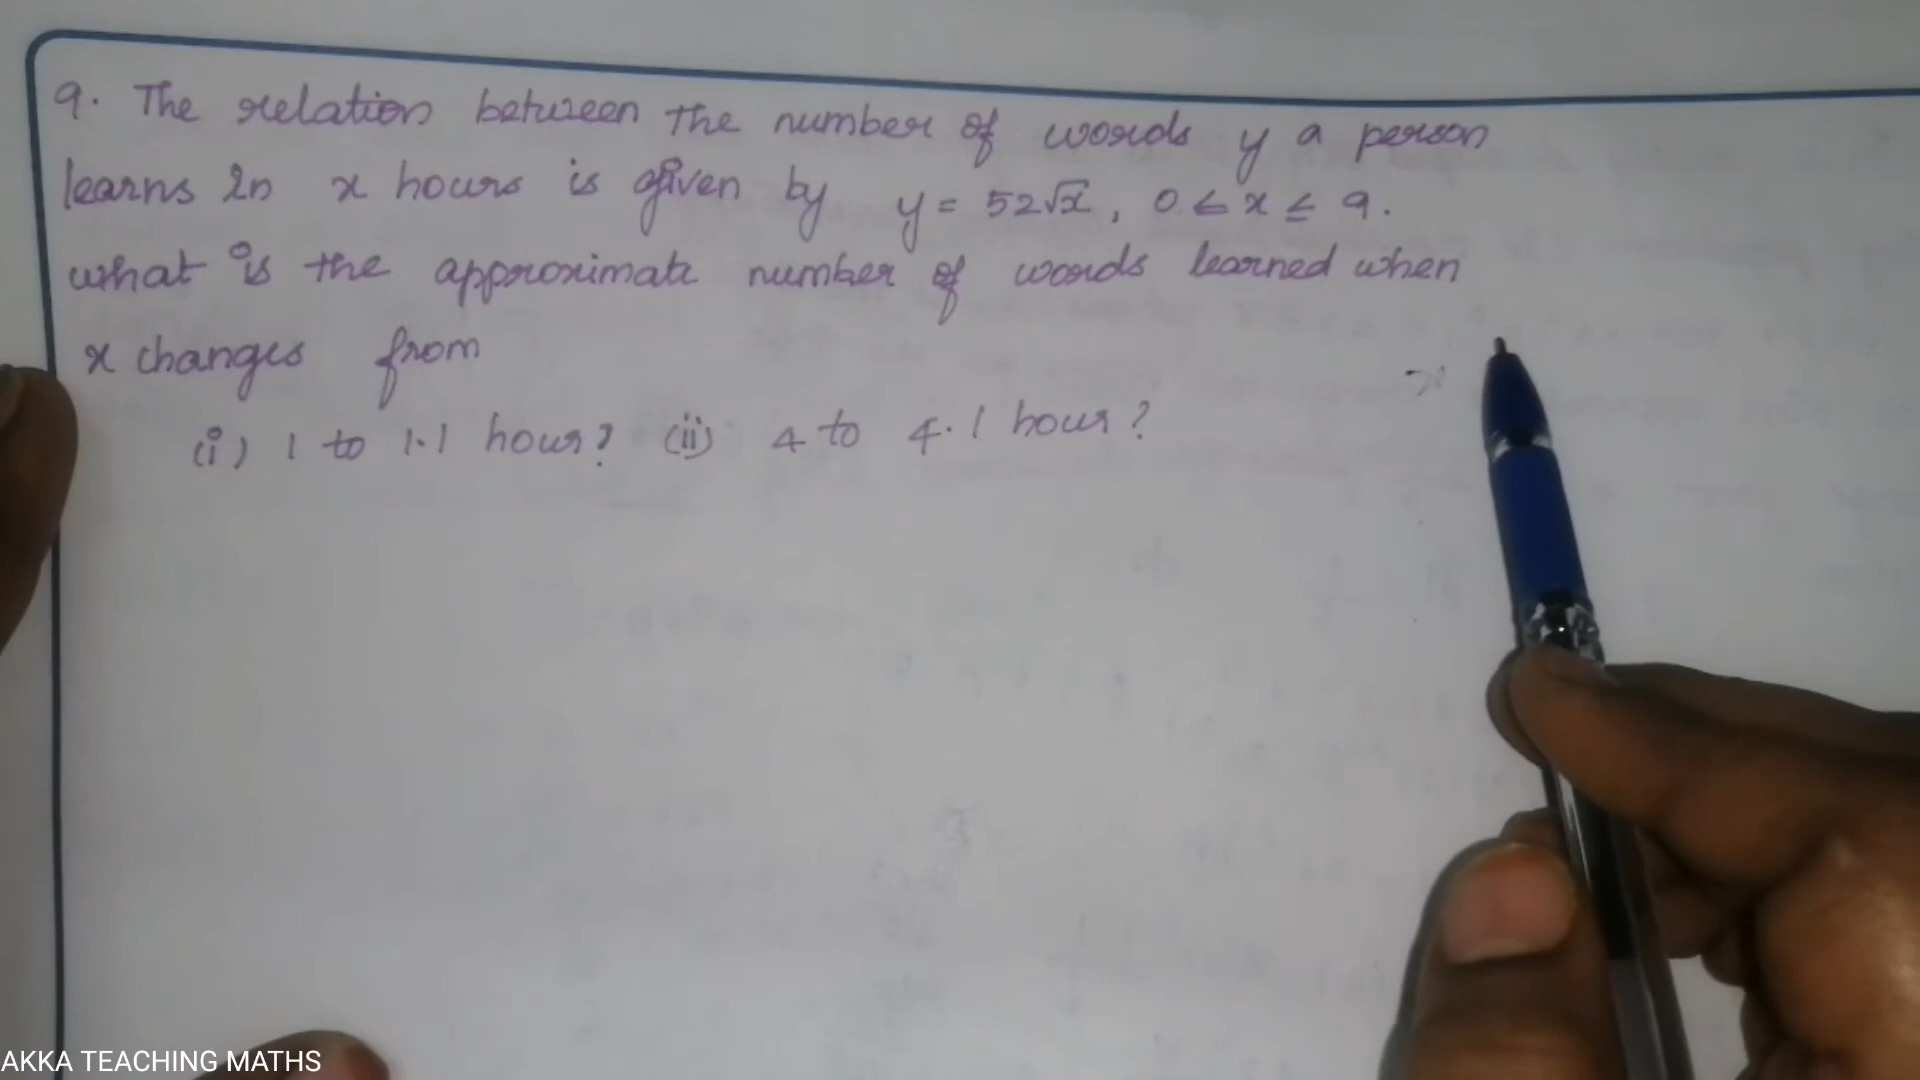 9. The relation between the number of words y a person
learns in x hours is given by y = 52√x, 0 ≤ x ≤ 9.
what is the approximate number of words learned when
x changes from
(i) 1 to 1.1 hour? (ii) 4 to 4.1 hour?
AKKA TEACHING MATHS